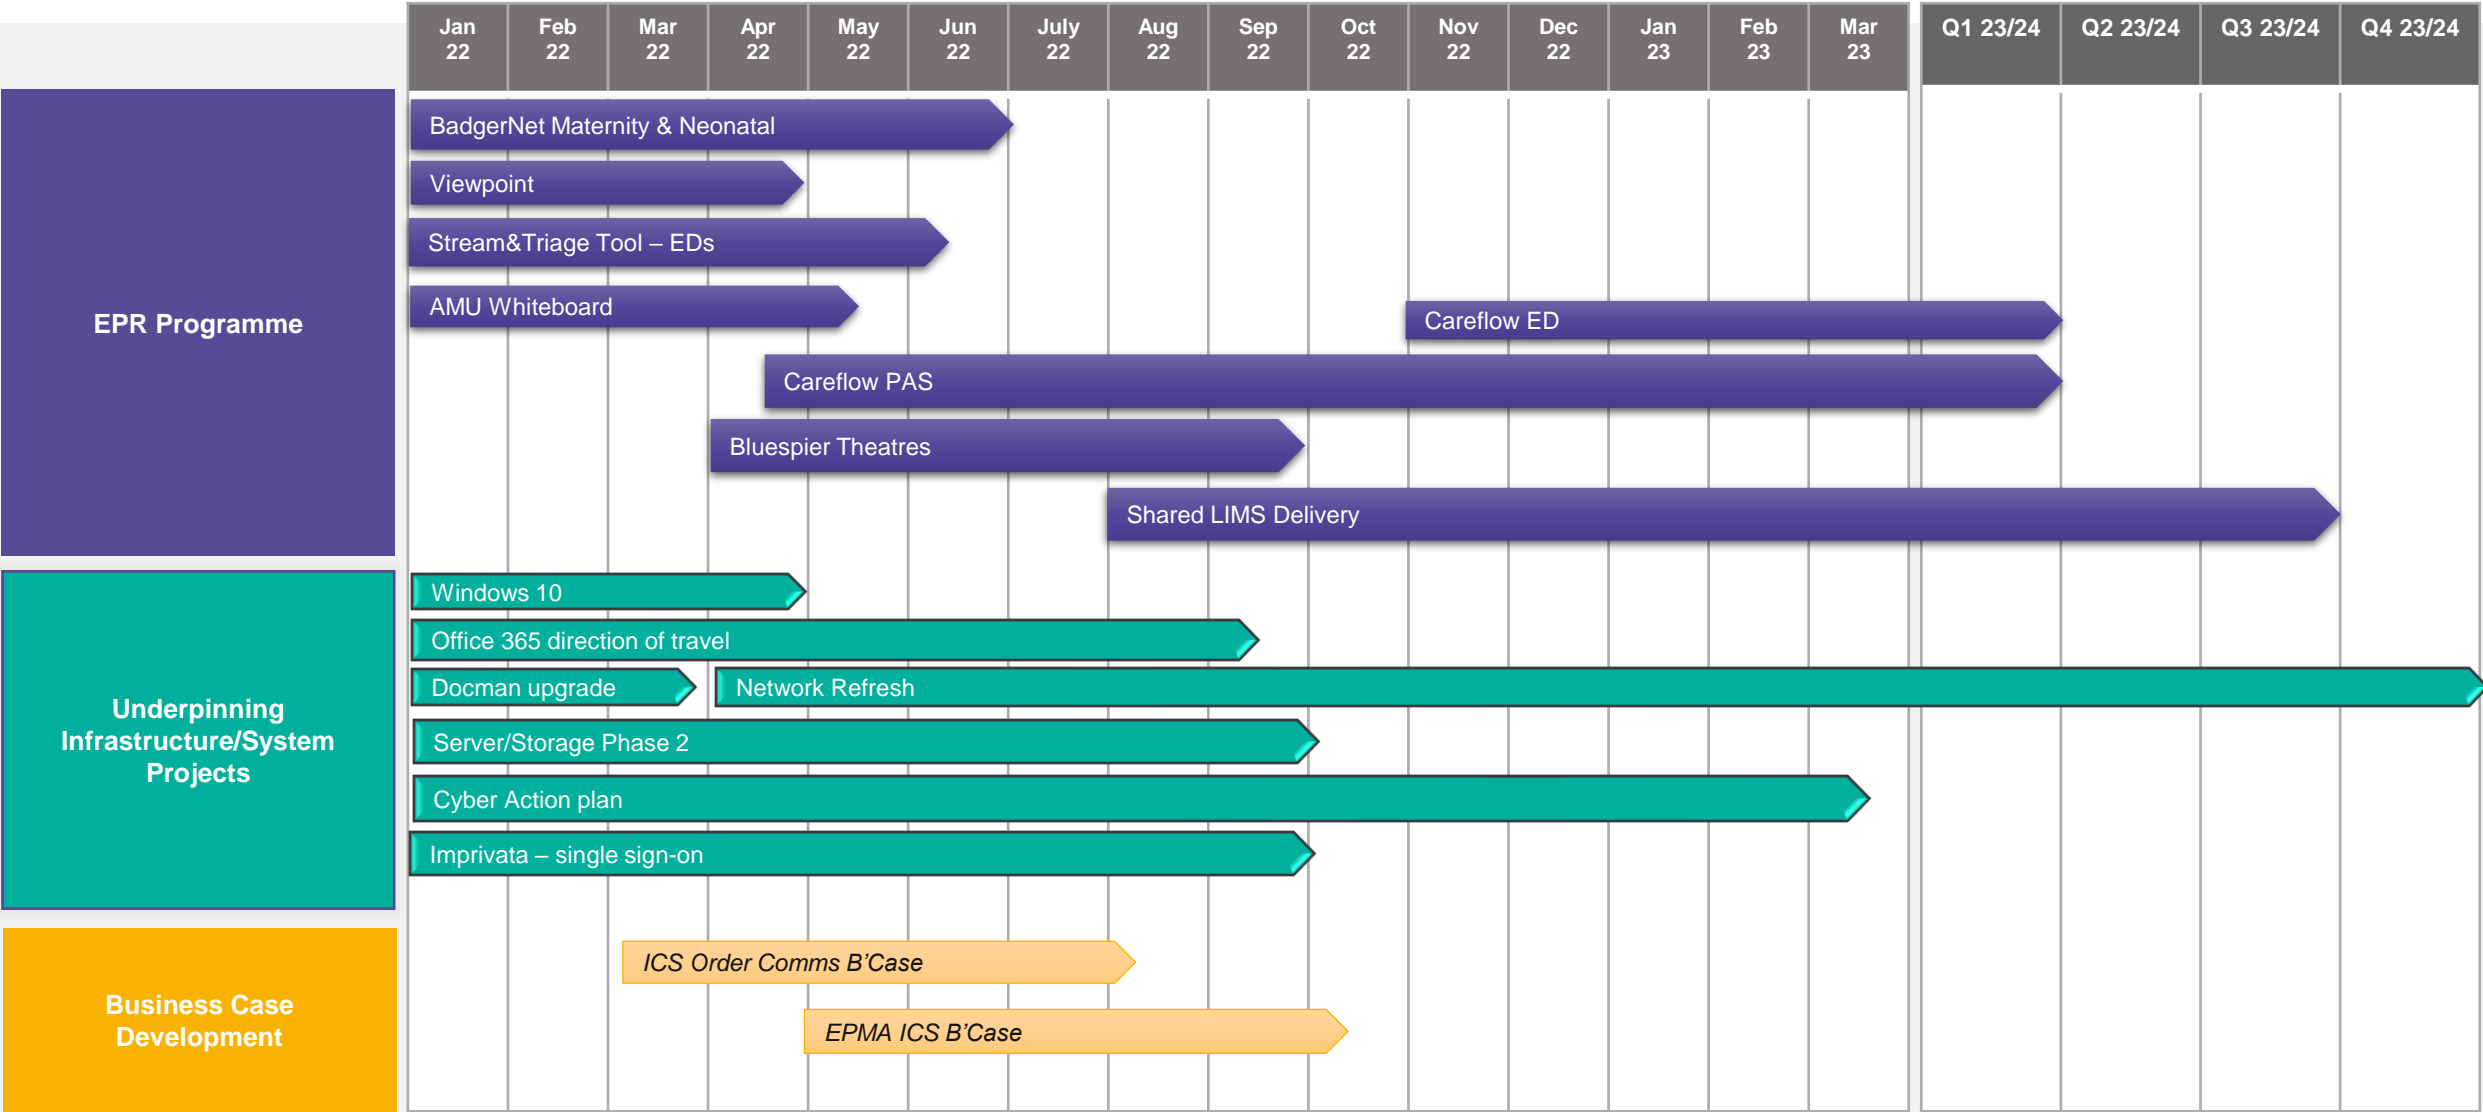 Jan Feb Mar Apr May Jun July Aug Sep Oct Nov Dec Jan Feb Mar Q1 23/24 Q2 23/24 Q3 23/24 Q4 23/24
22 22 22 22 22 22 22 22 22 22 22 22 23 23 23
EPR Programme
BadgerNet Maternity & Neonatal
Viewpoint
Stream&Triage Tool – EDs
AMU Whiteboard
Careflow ED
Careflow PAS
Bluespier Theatres
Shared LIMS Delivery
Underpinning
Infrastructure/System
Projects
Windows 10
Office 365 direction of travel
Docman upgrade
Network Refresh
Server/Storage Phase 2
Cyber Action plan
Imprivata – single sign-on
Business Case
Development
ICS Order Comms B’Case
EPMA ICS B’Case